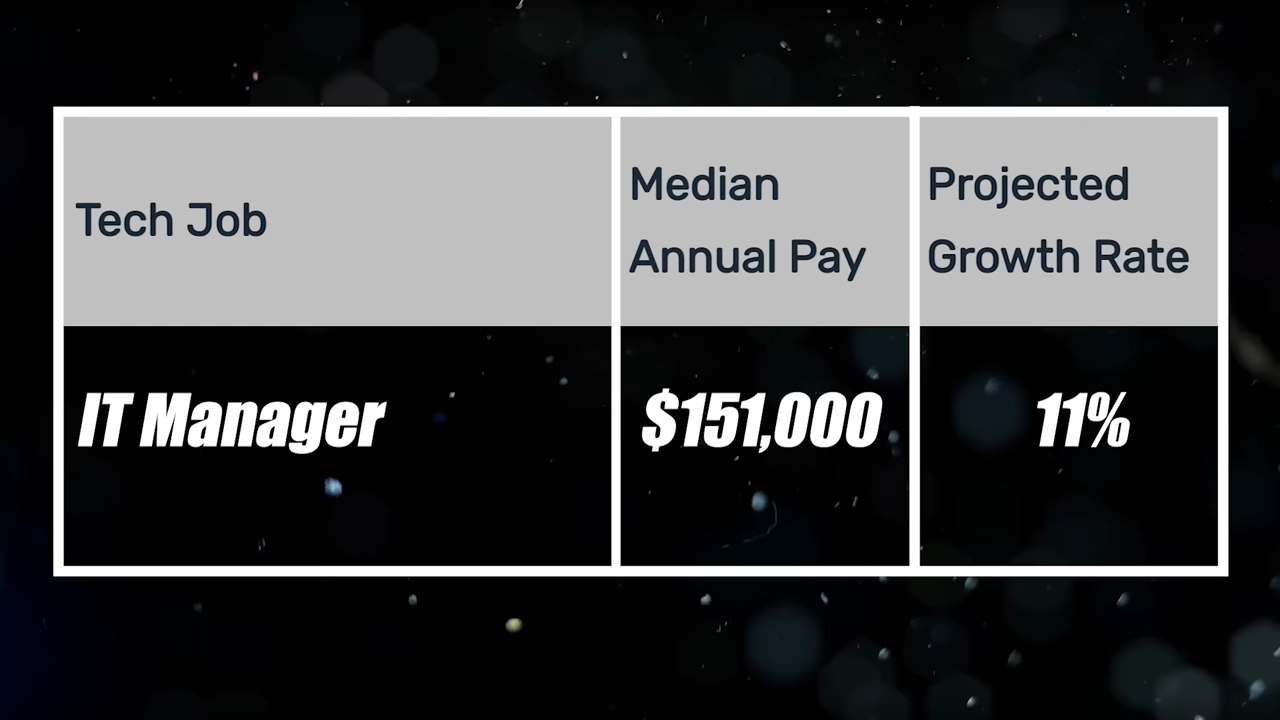 Tech Job
Median
Annual Pay
Projected
Growth Rate
IT Manager
$151,000
11%